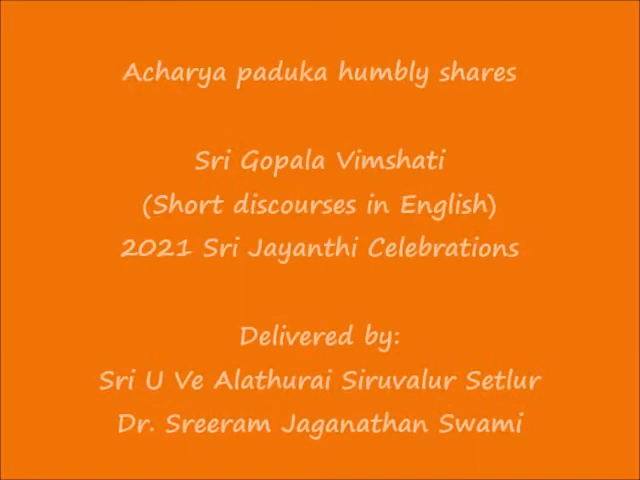 Acharya paduka humbly shares
Sri Gopala Vimshati
(Short discourses in English)
2021 Sri Jayanthi Celebrations
Delivered by:
Sri U Ve Alathurai Siruvalur Setlur
Dr. Sreeram Jaganathan Swami